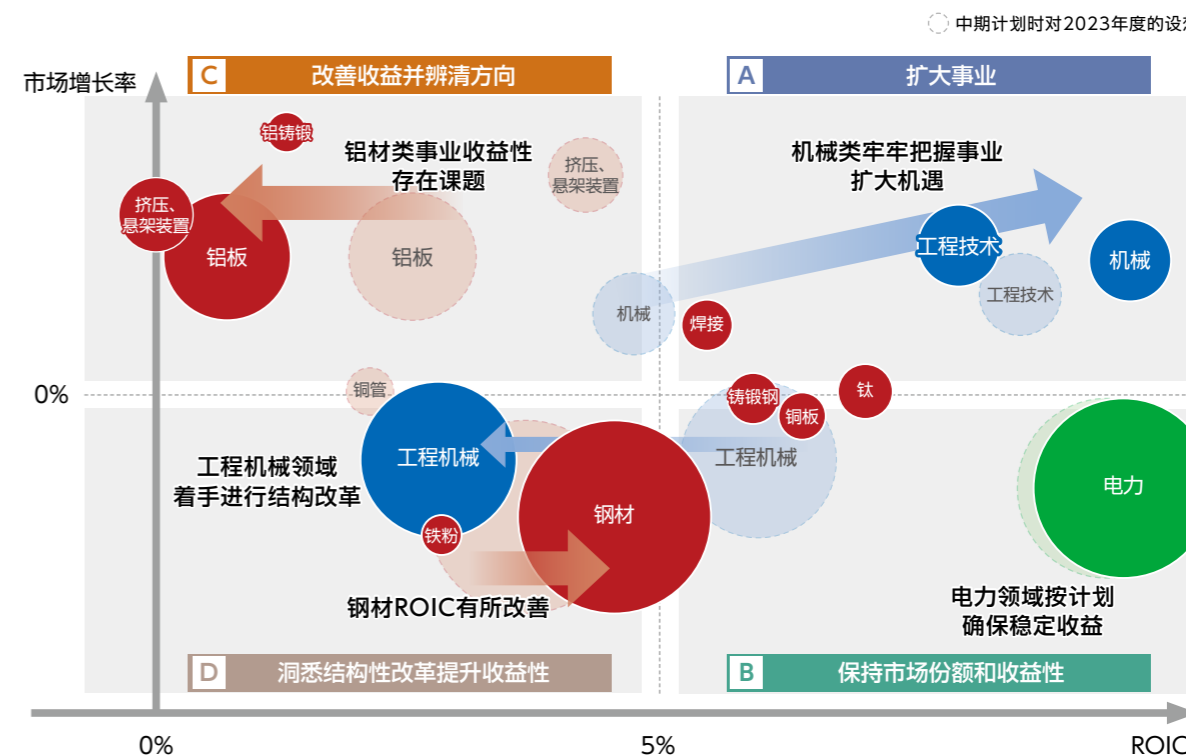 中期计划时对2023年度的设
市场增长率
C 改善收益并辨清方向
A 扩大事业
铝铸锻
铝材类事业收益性
存在课题
挤压、
悬架装置
机械类牢牢把握事业
扩大机遇
挤压、
悬架装置
铝板
铝板
工程技术
机械
工程技术
机械
焊接
0%
铜管
铸锻钢
铜板
钛
工程机械
工程机械
工程机械领域
着手进行结构改革
钢材
电力
铁粉
钢材ROIC有所改善
电力领域按计划
确保稳定收益
D 洞悉结构性改革提升收益性
B 保持市场份额和收益性
0%
5%
ROIC